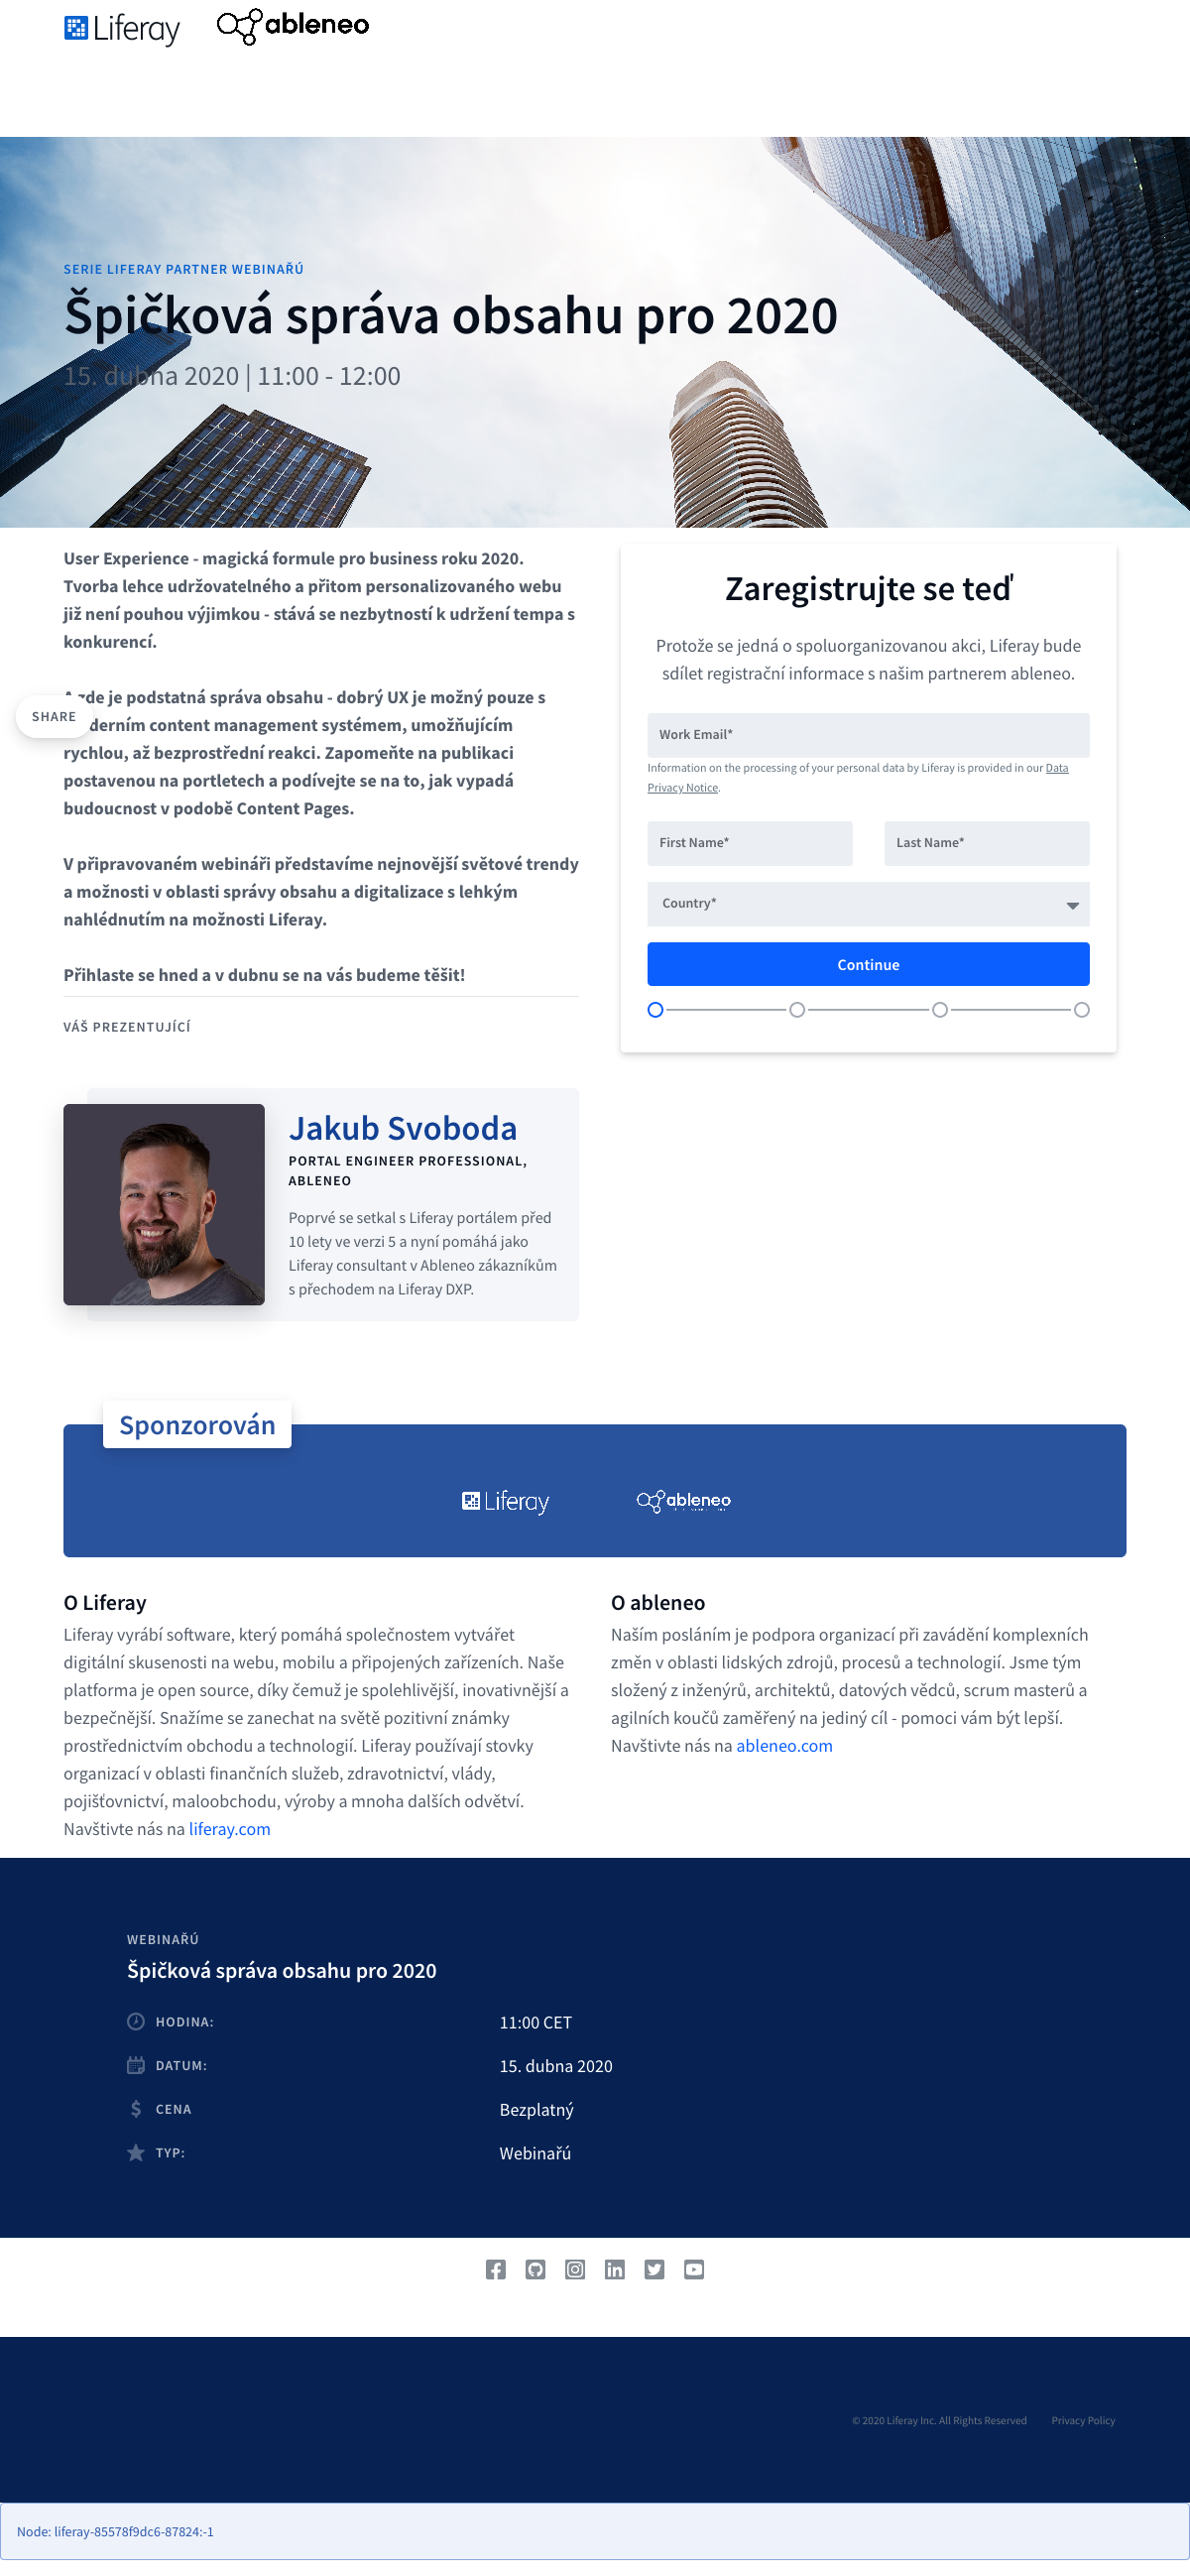 Liferay ableneo
SERIE LIFERAY PARTNER WEBINAŘÚ
Špičková správa obsahu pro 2020
15. dubna 2020 | 11:00 - 12:00
User Experience - magická formule pro business roku 2020.
Tvorba lehce udržovatelného a přitom personalizovaného webu
již není pouhou výjimkou - stává se nezbytností k udržení tempa s
konkurencí.
zde je podstatná správa obsahu - dobrý UX je možný pouze s
SHARE
derním content management systémem, umožňujícím
rychlou, až bezprostřední reakci. Zapomeňte na publikaci
postavenou na portletech a podívejte se na to, jak vypadá
budoucnost v podobě Content Pages.
V připravovaném webináři představíme nejnovější světové trendy
a možnosti v oblasti správy obsahu a digitalizace s lehkým
nahlédnutím na možnosti Liferay.
Přihlaste se hned a v dubnu se na vás budeme těšit!
Zaregistrujte se teď
Protože se jedná o spoluorganizovanou akci, Liferay bude
sdílet registrační informace s našim partnerem ableneo.
Work Email*
Information on the processing of your personal data by Liferay is provided in our Data
Privacy Notice.
First Name* Last Name*
Country*
Continue
VÁŠ PREZENTUJÍCÍ
Jakub Svoboda
PORTAL ENGINEER PROFESSIONAL,
ABLENEO
Poprvé se setkal s Liferay portálem před
10 lety ve verzi 5 a nyní pomáhá jako
Liferay consultant v Ableneo zákazníkům
s přechodem na Liferay DXP.
Sponzorován
Liferay ableneo
O Liferay
Liferay vyrábí software, který pomáhá společnostem vytvářet
digitální skusenosti na webu, mobilu a připojených zařízeních. Naše
platforma je open source, díky čemuž je spolehlivější, inovativnější a
bezpečnější. Snažíme se zanechat na světě pozitivní známky
prostřednictvím obchodu a technologií. Liferay používají stovky
organizací v oblasti finančních služeb, zdravotnictví, vlády,
pojišťovnictví, maloobchodu, výroby a mnoha dalších odvětví.
Navštivte nás na liferay.com
O ableneo
Naším posláním je podpora organizací při zavádění komplexních
změn v oblasti lidských zdrojů, procesů a technologií. Jsme tým
složený z inženýrů, architektů, datových vědců, scrum masterů a
agilních koučů zaměřený na jediný cíl - pomoci vám být lepší.
Navštivte nás na ableneo.com
WEBINAŘÚ
Špičková správa obsahu pro 2020
HODINA: 11:00 CET
DATUM: 15. dubna 2020
CENA Bezplatný
TYP: Webinařú
© 2020 Liferay Inc. All Rights Reserved Privacy Policy
Node: liferay-85578f9dc6-87824:-1